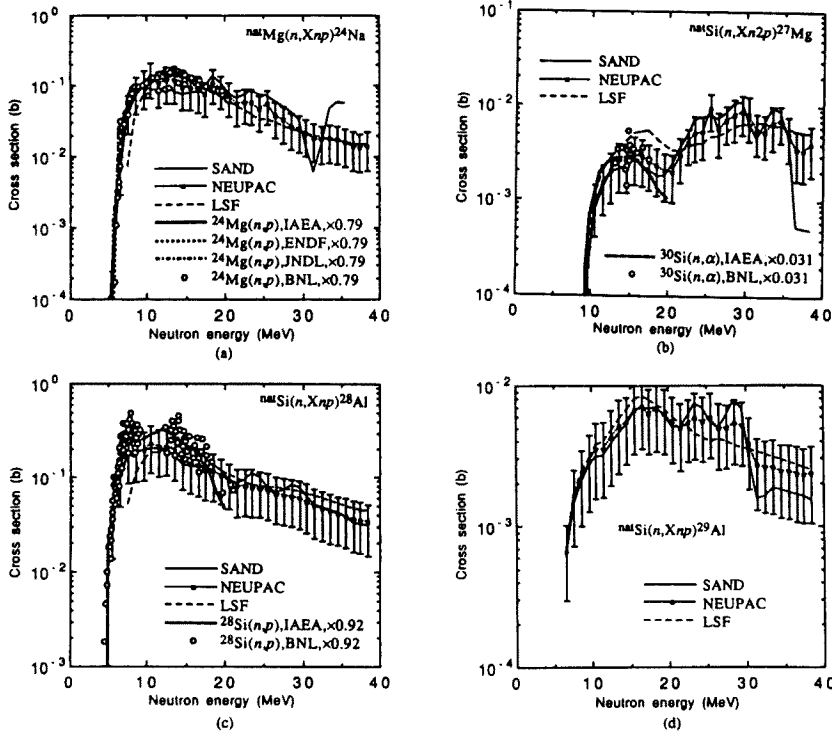 natMg(n,Xnp)24Na
Cross section (b)
10^0
10^-1
10^-2
10^-3
10^-4
SAND
NEUPAC
LSF
24Mg(n,p),IAEA,×0.79
24Mg(n,p),ENDF,×0.79
24Mg(n,p),JNDL,×0.79
24Mg(n,p),BNL,×0.79
0 10 20 30 40
Neutron energy (MeV)
(a)
natSi(n,Xn2p)27Mg
Cross section (b)
10^-1
10^-2
10^-3
10^-4
SAND
NEUPAC
LSF
30Si(n,α),IAEA,×0.031
30Si(n,α),BNL,×0.031
0 10 20 30 40
Neutron energy (MeV)
(b)
natSi(n,Xnp)28Al
Cross section (b)
10^0
10^-1
10^-2
10^-3
SAND
NEUPAC
LSF
28Si(n,p),IAEA,×0.92
28Si(n,p),BNL,×0.92
0 10 20 30 40
Neutron energy (MeV)
(c)
Cross section (b)
10^-2
10^-3
10^-4
natSi(n,Xnp)29Al
SAND
NEUPAC
LSF
0 10 20 30 40
Neutron energy (MeV)
(d)